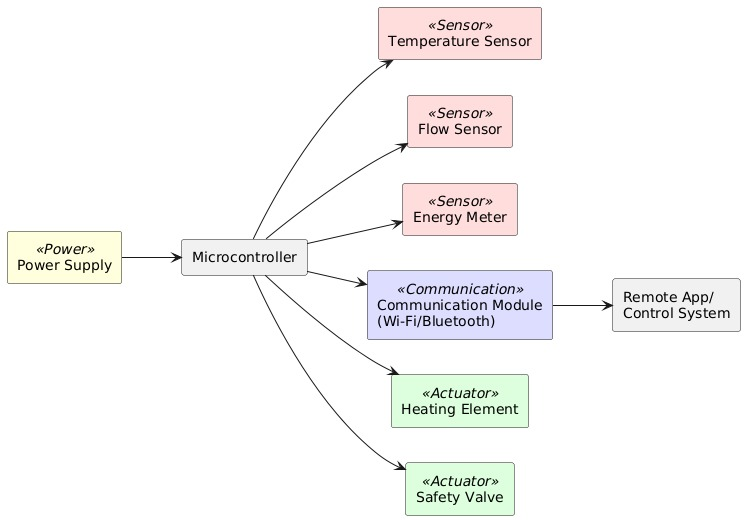 «Sensor»
Temperature Sensor
«Sensor»
Flow Sensor
«Sensor»
Energy Meter
«Power»
Power Supply
Microcontroller
«Communication»
Communication Module
(Wi-Fi/Bluetooth)
Remote App/
Control System
«Actuator»
Heating Element
«Actuator»
Safety Valve